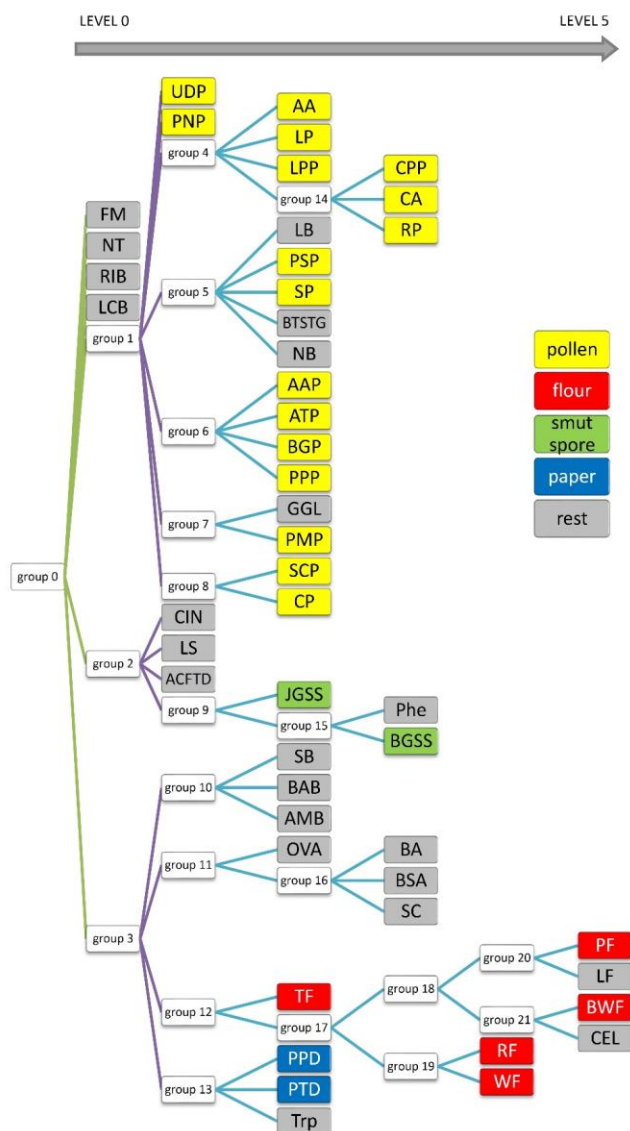 LEVEL 0
LEVEL 5
UDP
PNP
group 4
AA
LP
LPP
group 14
CPP
CA
RP
FM
NT
RIB
LCB
group 1
group 5
LB
PSP
SP
BTSTG
NB
group 6
AAP
ATP
BGP
PPP
group 7
GGL
PMP
group 8
SCP
CP
pollen
flour
smut
spore
paper
rest
group 0
group 2
CIN
LS
ACFTD
group 9
JGSS
group 15
Phe
BGSS
group 3
group 10
SB
BAB
AMB
group 11
OVA
group 16
BA
BSA
SC
group 12
TF
group 17
group 18
group 20
PF
LF
group 21
BWF
CEL
group 19
RF
WF
group 13
PPD
PTD
Trp